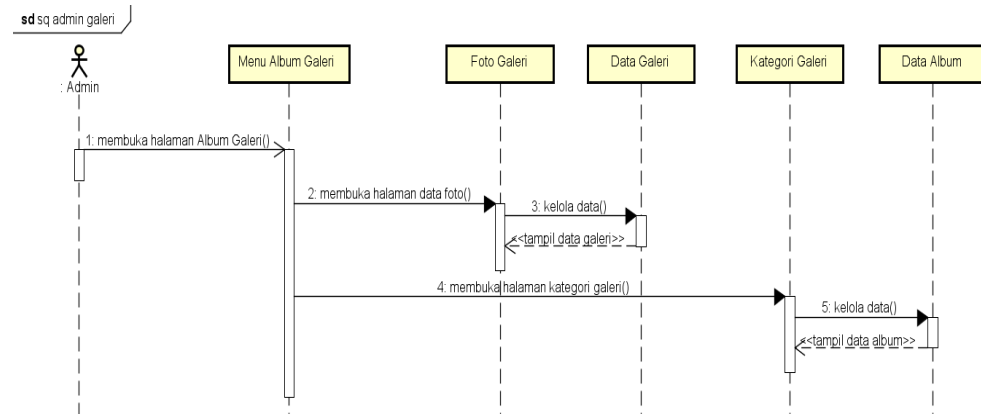 sd sq admin galeri
: Admin
Menu Album Galeri
Foto Galeri
Data Galeri
Kategori Galeri
Data Album
1: membuka halaman Album Galeri()
2: membuka halaman data foto()
3: kelola data()
<<tampil data galeri>>
4: membuka halaman kategori galeri()
5: kelola data()
<<tampil data album>>